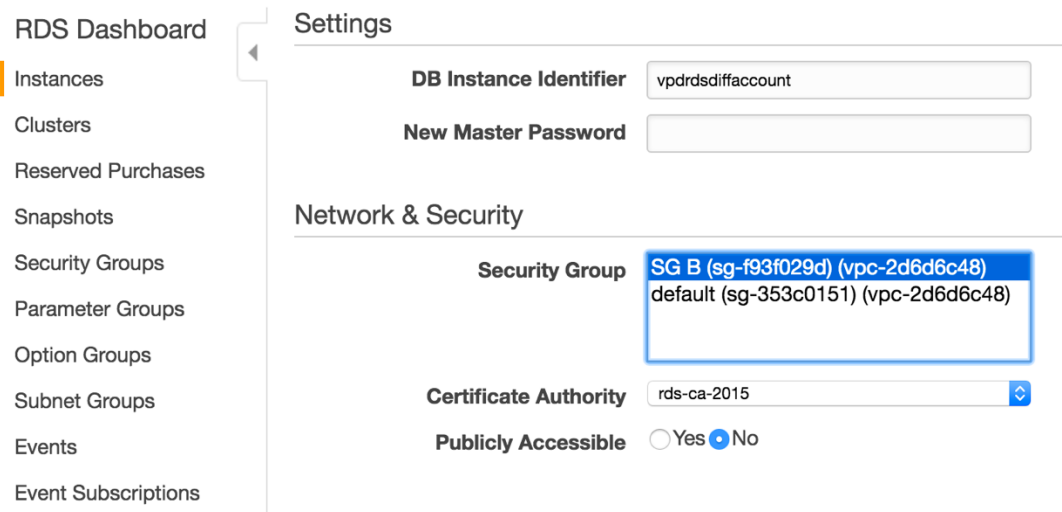 RDS Dashboard
Instances
Clusters
Reserved Purchases
Snapshots
Security Groups
Parameter Groups
Option Groups
Subnet Groups
Events
Event Subscriptions
Settings
DB Instance Identifier vpdrdsdiffaccount
New Master Password
Network & Security
Security Group SG B (sg-f93f029d) (vpc-2d6d6c48)
default (sg-353c0151) (vpc-2d6d6c48)
Certificate Authority rds-ca-2015
Publicly Accessible Yes No